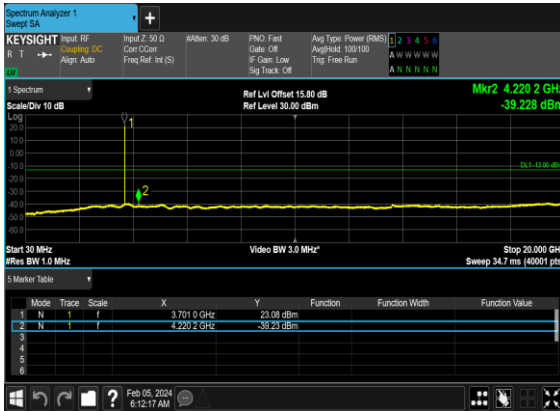 Spectrum Analyzer 1
Swept SA
+
KEYSIGHT Input: RF Input Z: 50 Ω #Atten: 30 dB PNO: Fast Avg Type: Power (RMS) 1 2 3 4 5 6
R T Coupling: DC Corr CCorr Gate: Off Avg|Hold: 100/100 A W W W W W
Align: Auto Freq Ref: Int (S) IF Gain: Low Trig: Free Run
Sig Track: Off A N N N N N
1 Spectrum
Scale/Div 10 dB
Ref Lvl Offset 15.80 dB
Ref Level 30.00 dBm
Mkr2 4.220 2 GHz
-39.228 dBm
Log
20.0
10.0
0.00
-10.0
-20.0
-30.0
-40.0
-50.0
-60.0
1
2
DL1 -13.00 dBm
Start 30 MHz Video BW 3.0 MHz* Stop 20.000 GHz
#Res BW 1.0 MHz Sweep 34.7 ms (40001 pts)
5 Marker Table
Mode Trace Scale X Y Function Function Width Function Value
1 N 1 f 3.701 0 GHz 23.08 dBm
2 N 1 f 4.220 2 GHz -39.23 dBm
3
4
5
6
?
Feb 05, 2024
6:12:17 AM